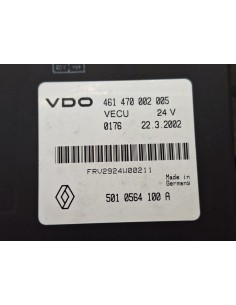 VDO 461 470 002 005
VECU 24 V
0176 22.3.2002
FRV2924W00211
Made in
Germany
501 0564 100 A